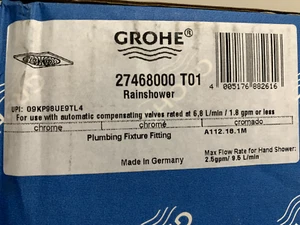 GROHE®
27468000 T01
Rainshower
4 005176 882616
UPI: G9KP98UE9TL4
For use with automatic compensating valves rated at 6,8 L/min / 1.8 gpm or less
chrome chromé cromado
Plumbing Fixture Fitting A112.18.1M
Made in Germany
Max Flow Rate for Hand Shower:
2.5gpm/ 9.5 L/min